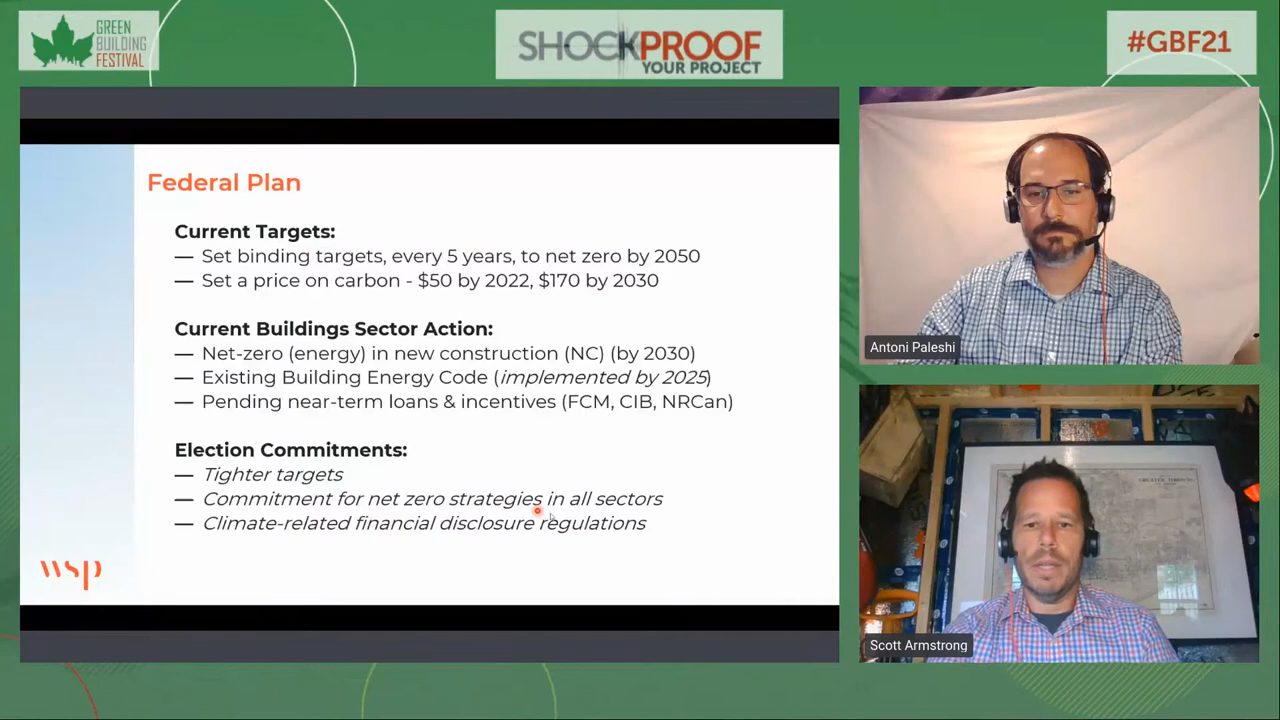 GREEN
BUILDING
FESTIVAL
SHOCKPROOF
YOUR PROJECT
#GBF21
Federal Plan
Current Targets:
— Set binding targets, every 5 years, to net zero by 2050
— Set a price on carbon - $50 by 2022, $170 by 2030
Current Buildings Sector Action:
— Net-zero (energy) in new construction (NC) (by 2030)
— Existing Building Energy Code (implemented by 2025)
— Pending near-term loans & incentives (FCM, CIB, NRCan)
Election Commitments:
— Tighter targets
— Commitment for net zero strategies in all sectors
— Climate-related financial disclosure regulations
wsp
Antoni Paleshi
GREATER TORONTO
Scott Armstrong